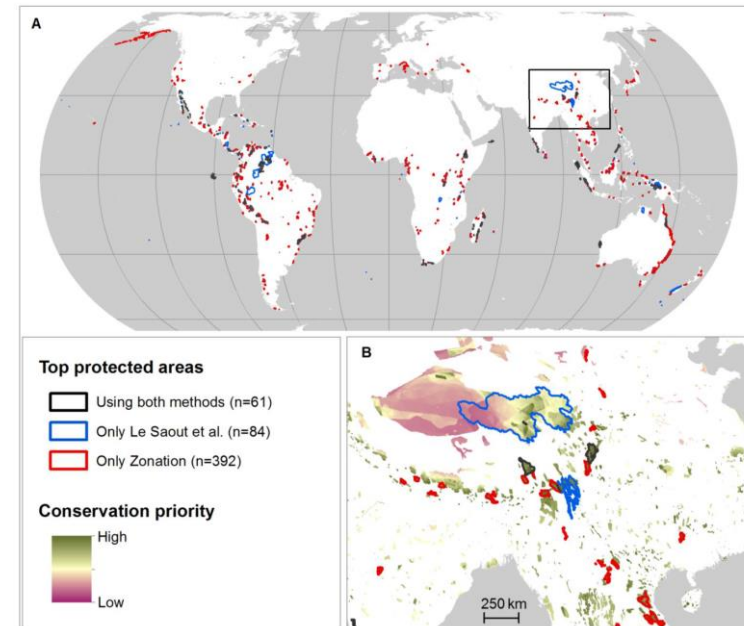 A
Top protected areas
Using both methods (n=61)
Only Le Saout et al. (n=84)
Only Zonation (n=392)
Conservation priority
High
Low
B
250 km